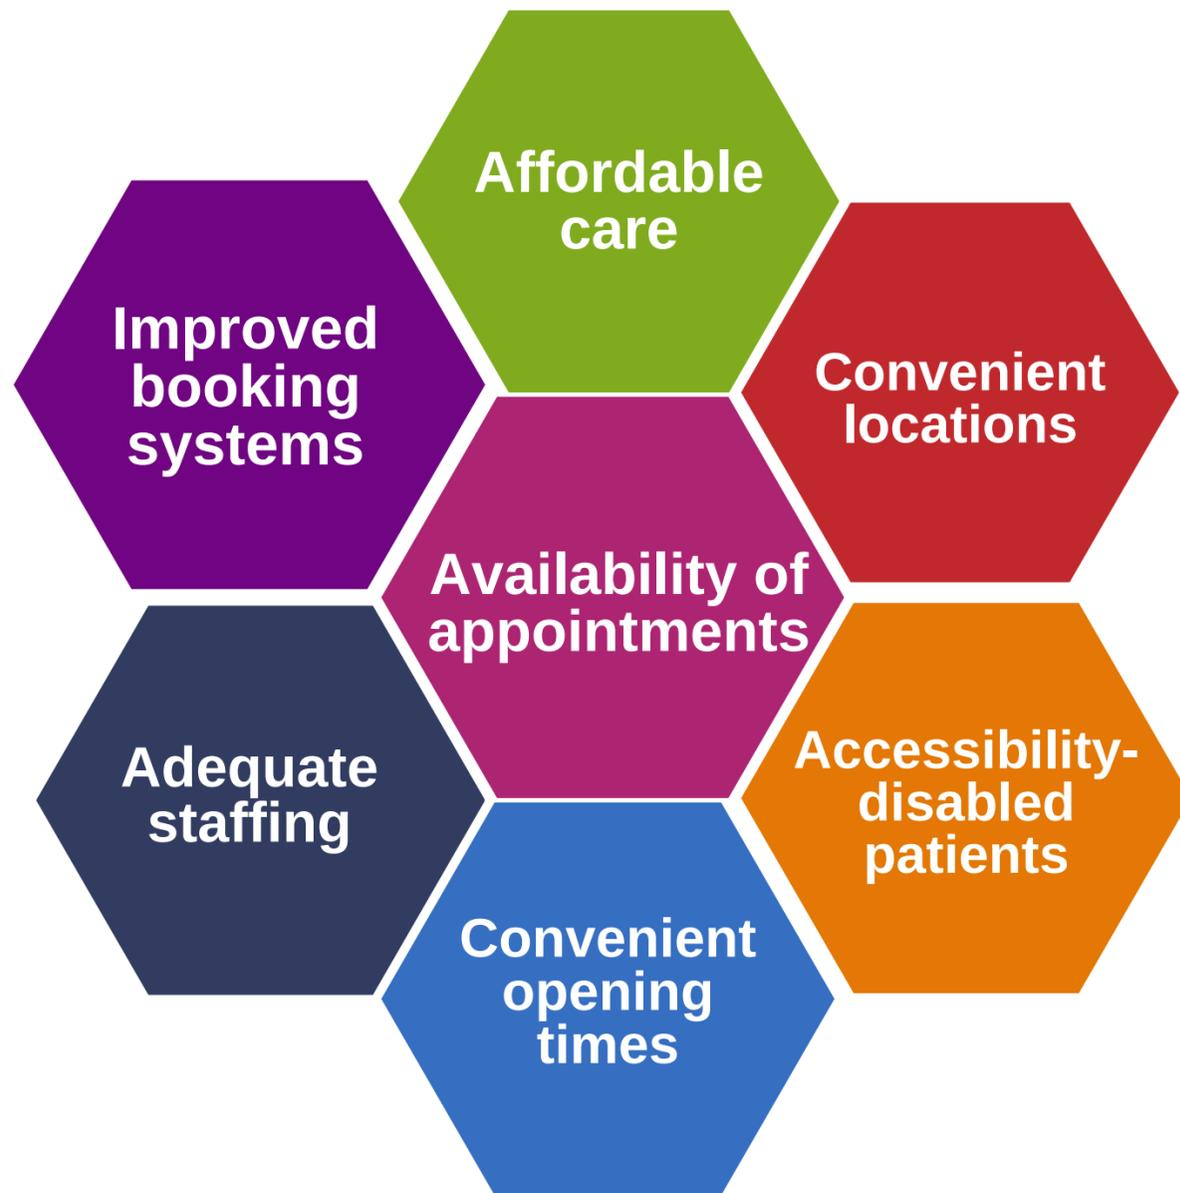 Affordable
care
Improved
booking
systems
Convenient
locations
Availability of
appointments
Adequate
staffing
Accessibility-
disabled
patients
Convenient
opening
times